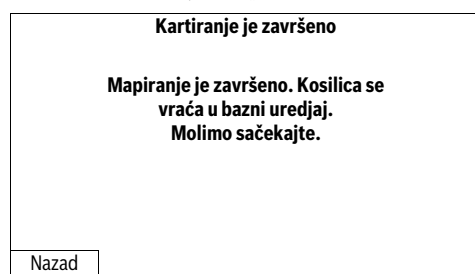 Kartiranje je završeno
Mapiranje je završeno. Kosilica se
vraća u bazni uredjaj.
Molimo sačekajte.
Nazad